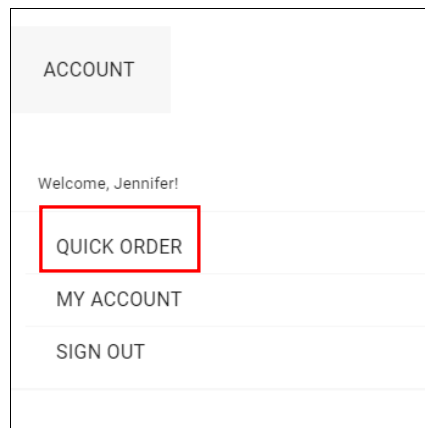 ACCOUNT
Welcome, Jennifer!
QUICK ORDER
MY ACCOUNT
SIGN OUT